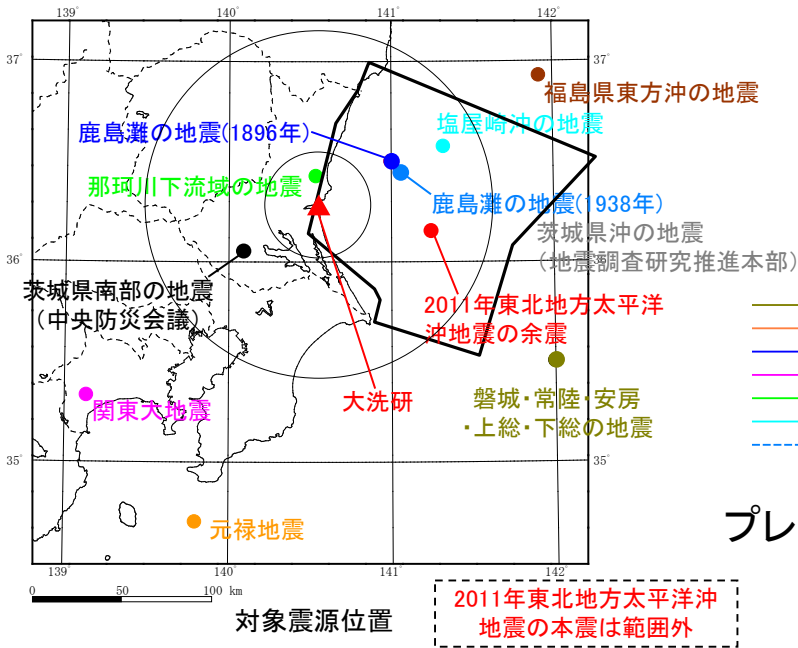 139°
140°
141°
142°
37°
37°
福島県東方沖の地震
塩屋崎沖の地震
鹿島灘の地震(1896年)
那珂川下流域の地震
鹿島灘の地震(1938年)
茨城県沖の地震
(地震調査研究推進本部)
36°
36°
茨城県南部の地震
(中央防災会議)
2011年東北地方太平洋
沖地震の余震
大洗研
関東大地震
磐城・常陸・安房
・上総・下総の地震
35°
35°
元禄地震
プレ
139°
140°
141°
142°
0 50 100 km
対象震源位置
2011年東北地方太平洋沖
地震の本震は範囲外